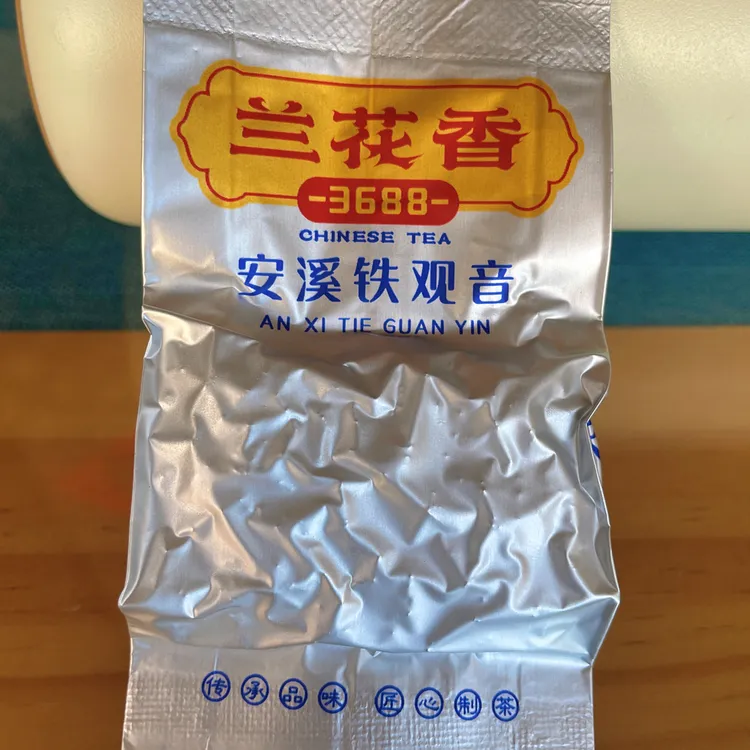 兰花香
-3688-
CHINESE TEA
安溪铁观音
AN XI TIE GUAN YIN
传承品味 匠心制茶